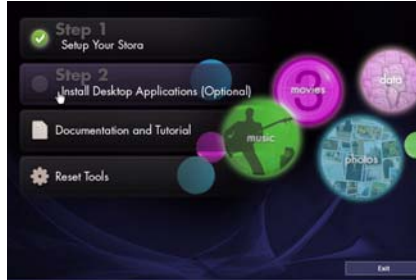 Step 1
Setup Your Stora
Step 2
Install Desktop Applications (Optional)
Documentation and Tutorial
Reset Tools
movies
3
data
music
photos
Exit